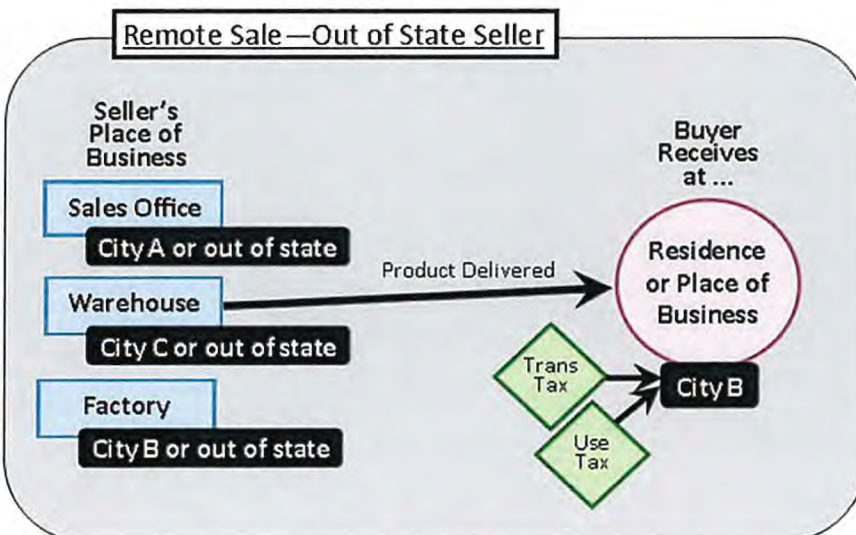 Remote Sale—Out of State Seller
Seller's
Place of
Business
Sales Office
City A or out of state
Warehouse
City C or out of state
Factory
City B or out of state
Product Delivered
Buyer
Receives
at ...
Residence
or Place of
Business
City B
Trans
Tax
Use
Tax